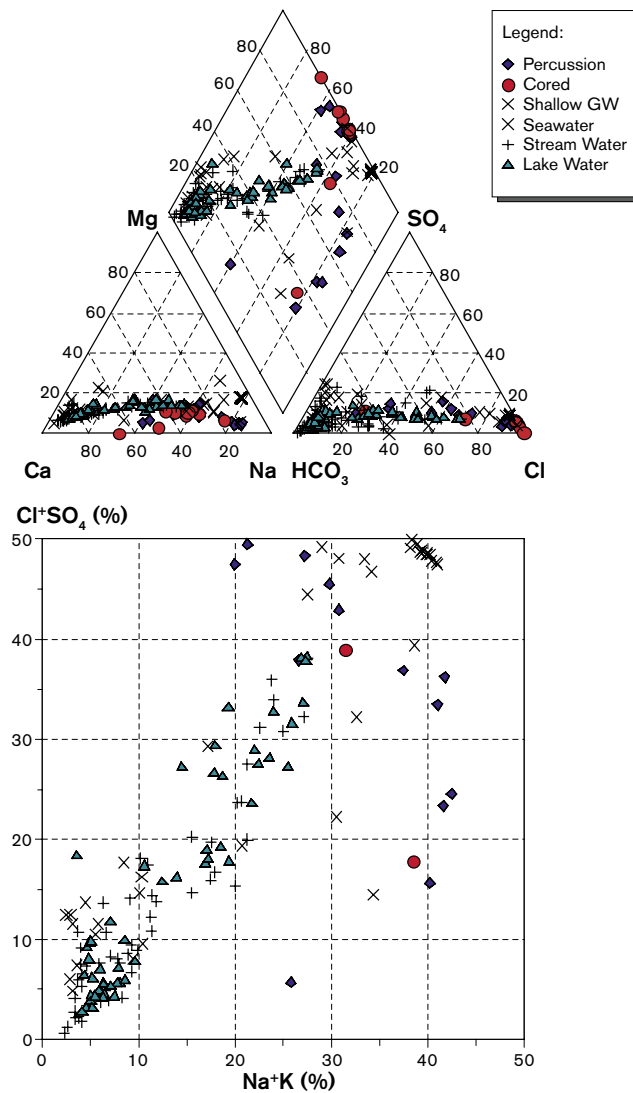 Legend:
Percussion
Cored
Shallow GW
Seawater
Stream Water
Lake Water
80 80
60 60
40 40
20 20
Mg SO₄
80 80
60 60
40 40
20 20
80 60 40 20 20 40 60 80
Ca Na HCO₃ Cl
Cl⁺SO₄ (%)
50
40
30
20
10
0
0 10 20 30 40 50
Na⁺K (%)